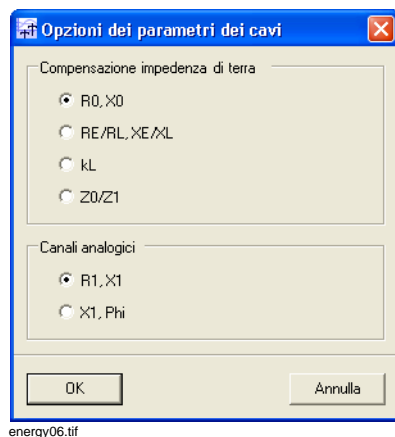 Opzioni dei parametri dei cavi
Compensazione impedenza di terra
R0, X0
RE/RL, XE/XL
kL
Z0/Z1
Canali analogici
R1, X1
X1, Phi
OK
Annulla
energy06.tif